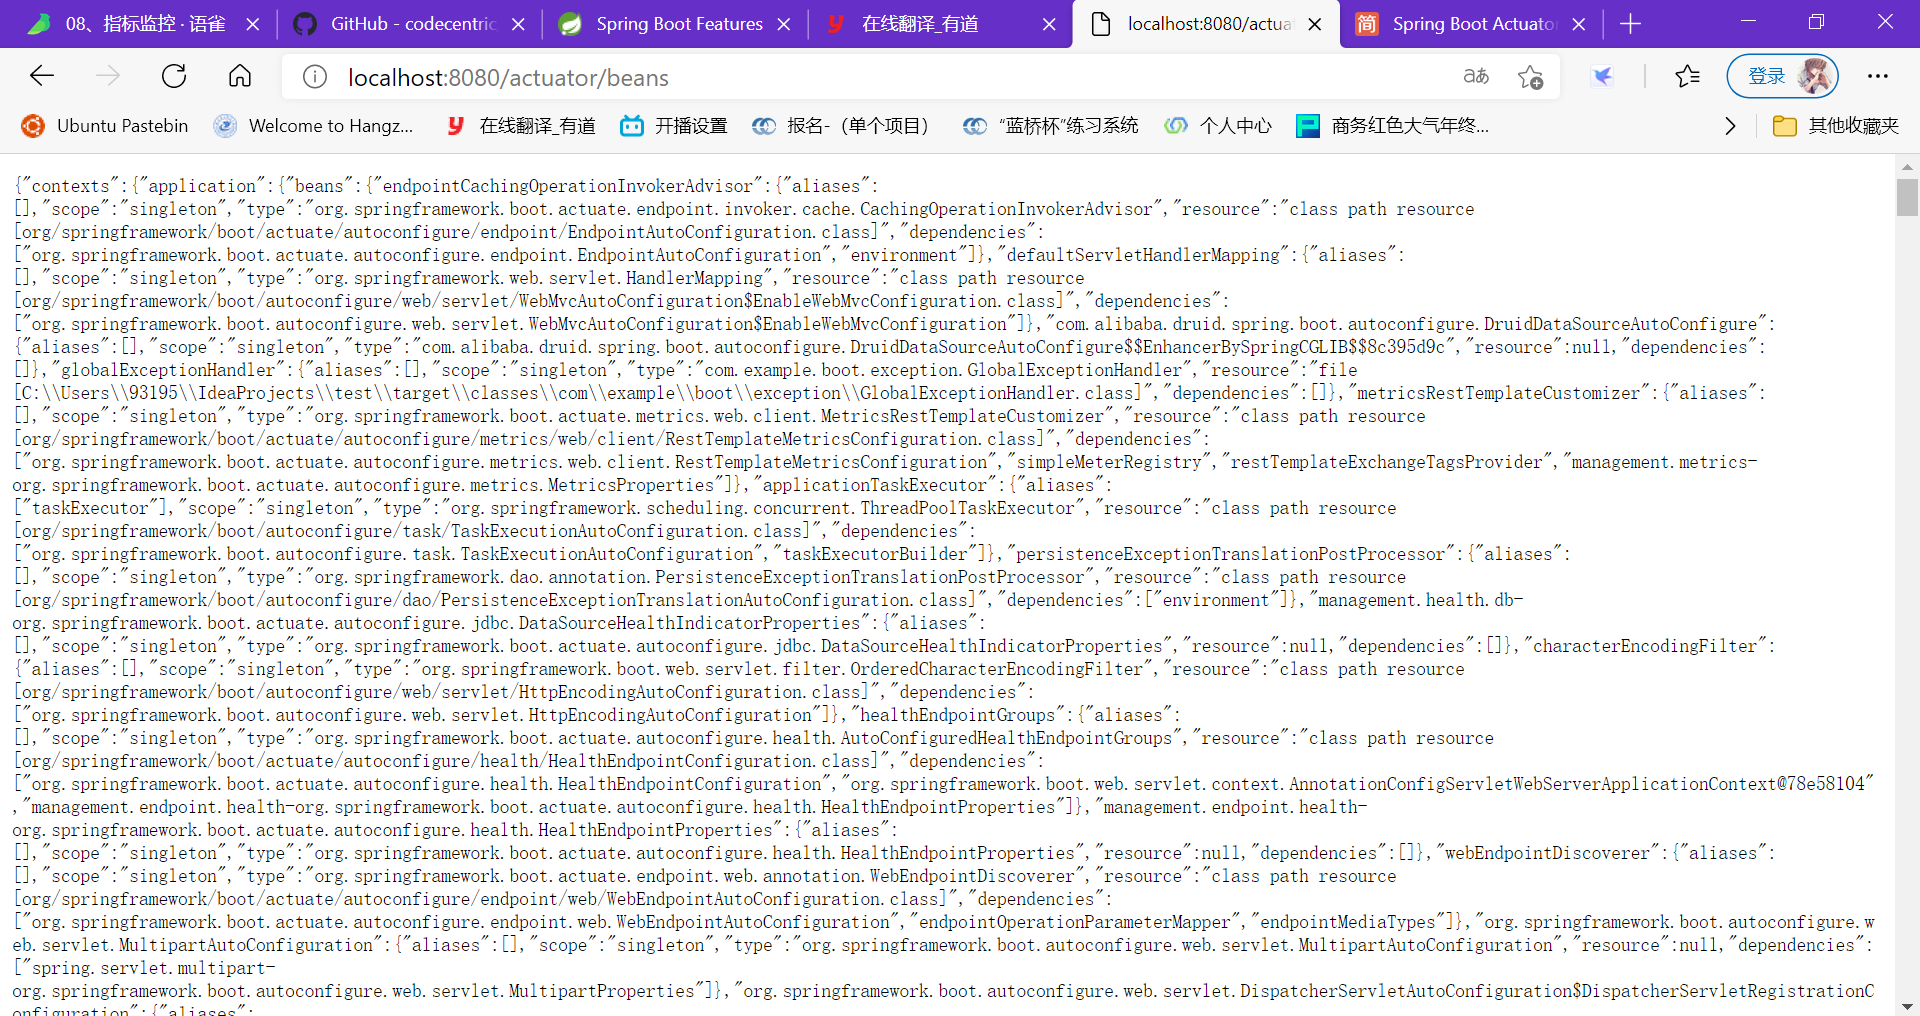 08、指标监控 · 语雀
GitHub - codecentric
Spring Boot Features
在线翻译_有道
localhost:8080/actua
Spring Boot Actuator
localhost:8080/actuator/beans
aあ
登录
Ubuntu Pastebin
Welcome to Hangz...
在线翻译_有道
开播设置
报名-（单个项目）
“蓝桥杯”练习系统
个人中心
商务红色大气年终...
其他收藏夹
{"contexts":{"application":{"beans":{"endpointCachingOperationInvokerAdvisor":{"aliases":
[],"scope":"singleton","type":"org.springframework.boot.actuate.endpoint.invoker.cache.CachingOperationInvokerAdvisor","resource":"class path resource
[org/springframework/boot/actuate/autoconfigure/endpoint/EndpointAutoConfiguration.class]","dependencies":
["org.springframework.boot.actuate.autoconfigure.endpoint.EndpointAutoConfiguration","environment"]},"defaultServletHandlerMapping":{"aliases":
[],"scope":"singleton","type":"org.springframework.web.servlet.HandlerMapping","resource":"class path resource
[org/springframework/boot/autoconfigure/web/servlet/WebMvcAutoConfiguration$EnableWebMvcConfiguration.class]","dependencies":
["org.springframework.boot.autoconfigure.web.servlet.WebMvcAutoConfiguration$EnableWebMvcConfiguration"]},"com.alibaba.druid.spring.boot.autoconfigure.DruidDataSourceAutoConfigure":
{"aliases":[],"scope":"singleton","type":"com.alibaba.druid.spring.boot.autoconfigure.DruidDataSourceAutoConfigure$$EnhancerBySpringCGLIB$$8c395d9c","resource":null,"dependencies":
[]},"globalExceptionHandler":{"aliases":[],"scope":"singleton","type":"com.example.boot.exception.GlobalExceptionHandler","resource":"file
[C:\\Users\\93195\\IdeaProjects\\test\\target\\classes\\com\\example\\boot\\exception\\GlobalExceptionHandler.class]","dependencies":[]},"metricsRestTemplateCustomizer":{"aliases":
[],"scope":"singleton","type":"org.springframework.boot.actuate.metrics.web.client.MetricsRestTemplateCustomizer","resource":"class path resource
[org/springframework/boot/actuate/autoconfigure/metrics/web/client/RestTemplateMetricsConfiguration.class]","dependencies":
["org.springframework.boot.actuate.autoconfigure.metrics.web.client.RestTemplateMetricsConfiguration","simpleMeterRegistry","restTemplateExchangeTagsProvider","management.metrics-
org.springframework.boot.actuate.autoconfigure.metrics.MetricsProperties"]},"applicationTaskExecutor":{"aliases":
["taskExecutor"],"scope":"singleton","type":"org.springframework.scheduling.concurrent.ThreadPoolTaskExecutor","resource":"class path resource
[org/springframework/boot/autoconfigure/task/TaskExecutionAutoConfiguration.class]","dependencies":
["org.springframework.boot.autoconfigure.task.TaskExecutionAutoConfiguration","taskExecutorBuilder"]},"persistenceExceptionTranslationPostProcessor":{"aliases":
[],"scope":"singleton","type":"org.springframework.dao.annotation.PersistenceExceptionTranslationPostProcessor","resource":"class path resource
[org/springframework/boot/autoconfigure/dao/PersistenceExceptionTranslationAutoConfiguration.class]","dependencies":["environment"]},"management.health.db-
org.springframework.boot.actuate.autoconfigure.jdbc.DataSourceHealthIndicatorProperties":{"aliases":
[],"scope":"singleton","type":"org.springframework.boot.actuate.autoconfigure.jdbc.DataSourceHealthIndicatorProperties","resource":null,"dependencies":[]},"characterEncodingFilter":
{"aliases":[],"scope":"singleton","type":"org.springframework.boot.web.servlet.filter.OrderedCharacterEncodingFilter","resource":"class path resource
[org/springframework/boot/autoconfigure/web/servlet/HttpEncodingAutoConfiguration.class]","dependencies":
["org.springframework.boot.autoconfigure.web.servlet.HttpEncodingAutoConfiguration"]},"healthEndpointGroups":{"aliases":
[],"scope":"singleton","type":"org.springframework.boot.actuate.autoconfigure.health.AutoConfiguredHealthEndpointGroups","resource":"class path resource
[org/springframework/boot/actuate/autoconfigure/health/HealthEndpointConfiguration.class]","dependencies":
["org.springframework.boot.actuate.autoconfigure.health.HealthEndpointConfiguration","org.springframework.boot.web.servlet.context.AnnotationConfigServletWebServerApplicationContext@78e58104"
,"management.endpoint.health-org.springframework.boot.actuate.autoconfigure.health.HealthEndpointProperties"]},"management.endpoint.health-
org.springframework.boot.actuate.autoconfigure.health.HealthEndpointProperties":{"aliases":
[],"scope":"singleton","type":"org.springframework.boot.actuate.autoconfigure.health.HealthEndpointProperties","resource":null,"dependencies":[]},"webEndpointDiscoverer":{"aliases":
[],"scope":"singleton","type":"org.springframework.boot.actuate.endpoint.web.annotation.WebEndpointDiscoverer","resource":"class path resource
[org/springframework/boot/actuate/autoconfigure/endpoint/web/WebEndpointAutoConfiguration.class]","dependencies":
["org.springframework.boot.actuate.autoconfigure.endpoint.web.WebEndpointAutoConfiguration","endpointOperationParameterMapper","endpointMediaTypes"]},"org.springframework.boot.autoconfigure.w
eb.servlet.MultipartAutoConfiguration":{"aliases":[],"scope":"singleton","type":"org.springframework.boot.autoconfigure.web.servlet.MultipartAutoConfiguration","resource":null,"dependencies":
["spring.servlet.multipart-
org.springframework.boot.autoconfigure.web.servlet.MultipartProperties"]},"org.springframework.boot.autoconfigure.web.servlet.DispatcherServletAutoConfiguration$DispatcherServletRegistrationC
onfiguration":{"aliases":